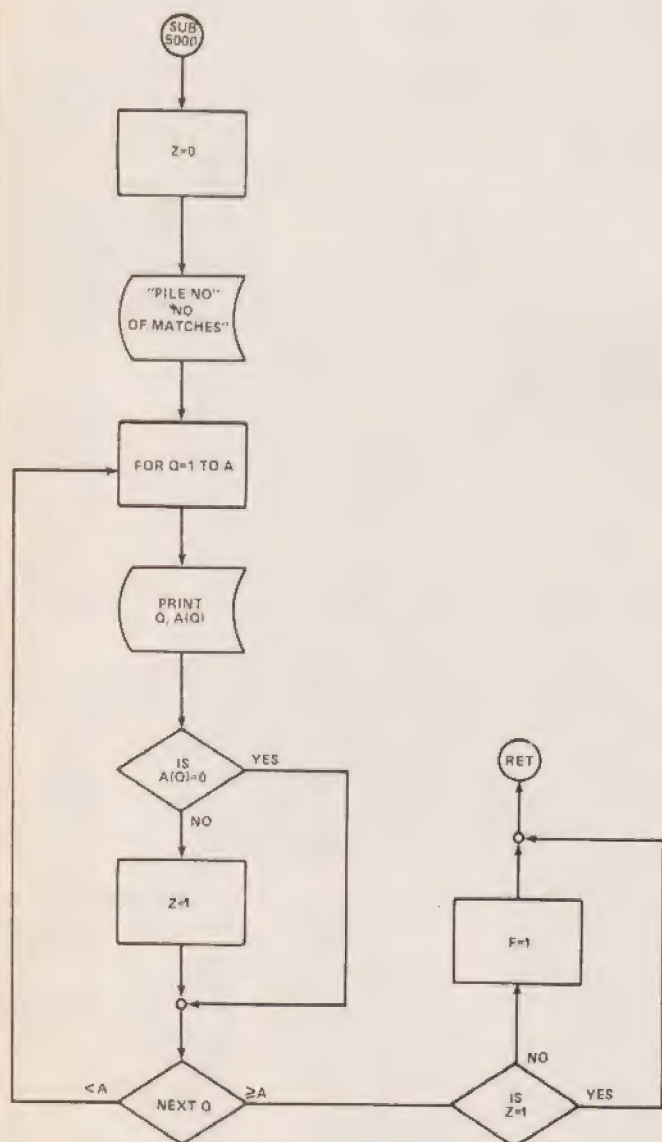 SUB
5000
Z=0
"PILE NO"
"NO
OF MATCHES"
FOR Q=1 TO A
PRINT
Q, A(Q)
IS
A(Q)=0
YES
NO
Z=1
NEXT Q
<A
≥A
IS
Z=1
YES
NO
F=1
RET